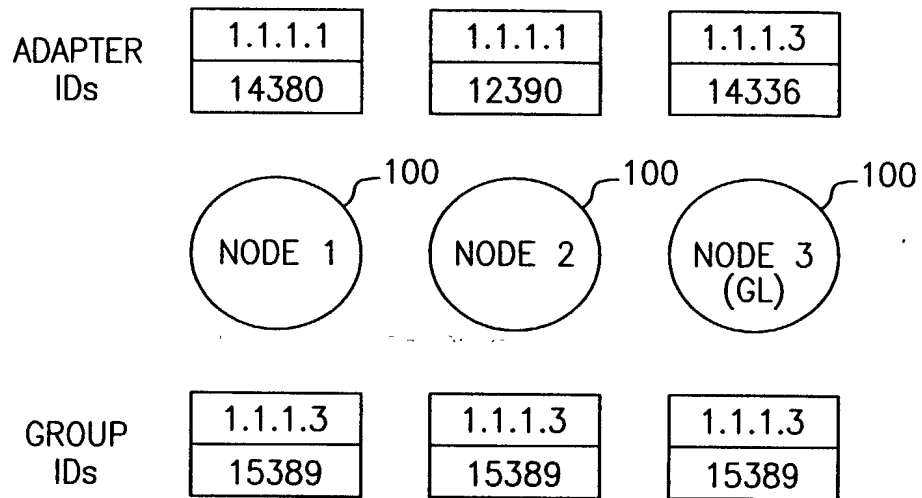 ADAPTER IDs
1.1.1.1 1.1.1.1 1.1.1.3
14380 12390 14336
100 100 100
NODE 1 NODE 2 NODE 3 (GL)
GROUP IDs
1.1.1.3 1.1.1.3 1.1.1.3
15389 15389 15389